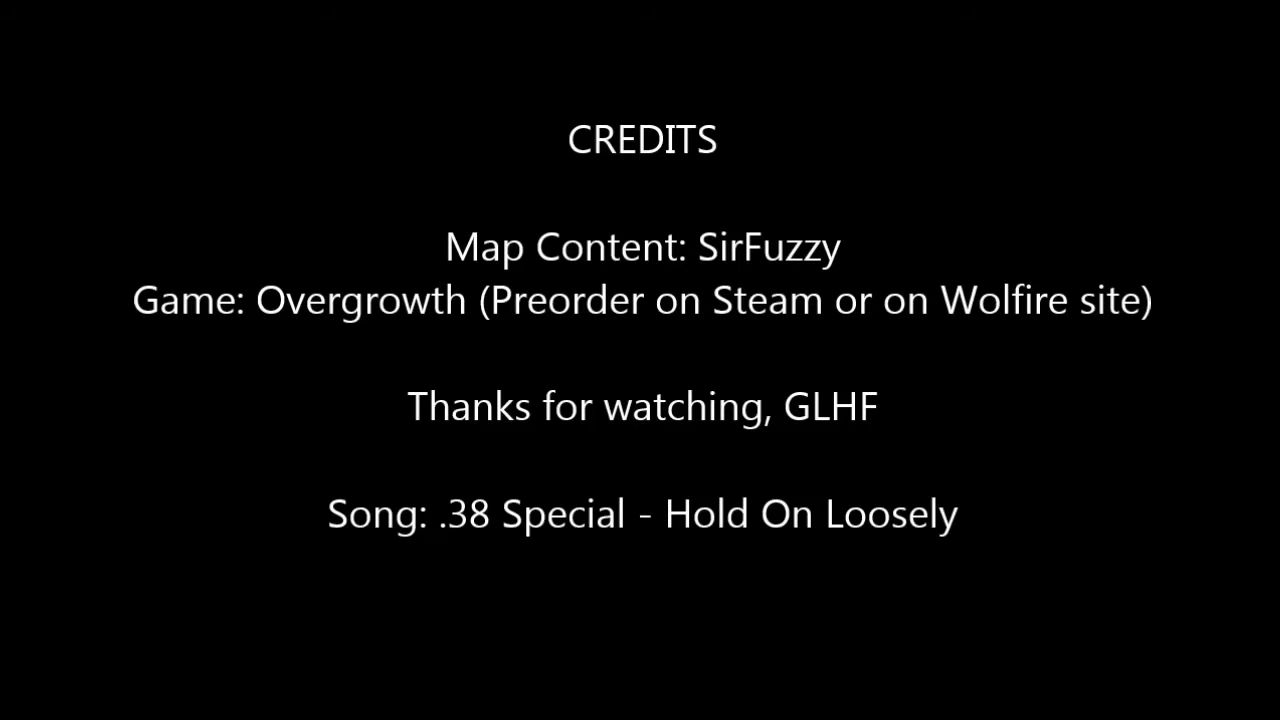 CREDITS
Map Content: SirFuzzy
Game: Overgrowth (Preorder on Steam or on Wolfire site)
Thanks for watching, GLHF
Song: .38 Special - Hold On Loosely